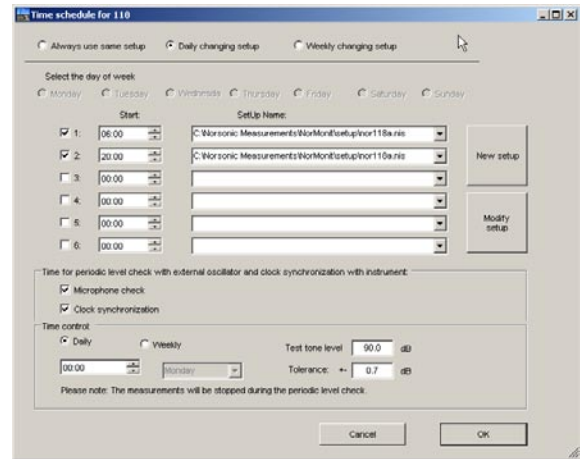 Time schedule for 110
Always use same setup Daily changing setup Weekly changing setup
Select the day of week
Monday Tuesday Wednesda Thursday Friday Saturday Sunday
Start: SetUp Name:
1: 06:00 C:\Norsonic Measurements\NorMonit\setup\nor118a.nis
2: 20:00 C:\Norsonic Measurements\NorMonit\setup\nor110a.nis
New setup
3: 00:00
4: 00:00
5: 00:00
Modify setup
6: 00:00
Time for periodic level check with external oscillator and clock synchronization with instrument:
Microphone check
Clock synchronization
Time control:
Daily Weekly Test tone level 90.0 dB
00:00 Monday Tolerance: +- 0.7 dB
Please note: The measurements will be stopped during the periodic level check.
Cancel OK